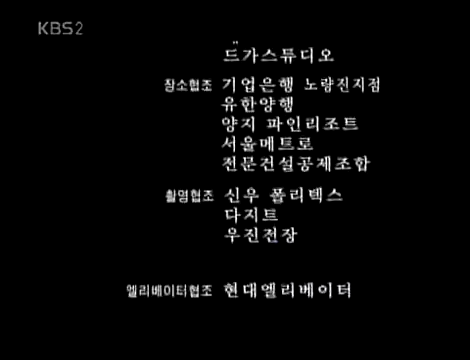 KBS2
드가스튜디오
장소협조 기업은행 노량진지점
유한양행
양지 파인리조트
서울메트로
전문건설공제조합
촬영협조 신우 폴리텍스
다지트
우진전장
엘리베이터협조 현대엘리베이터